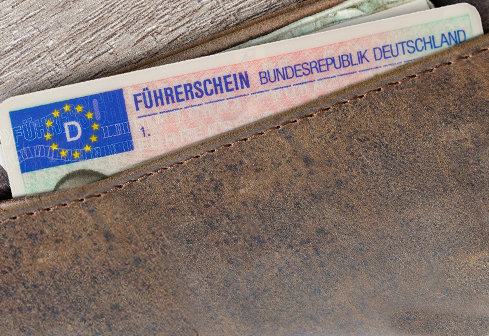 FÜHRERSCHEIN BUNDESREPUBLIK DEUTSCHLAND
D
1.